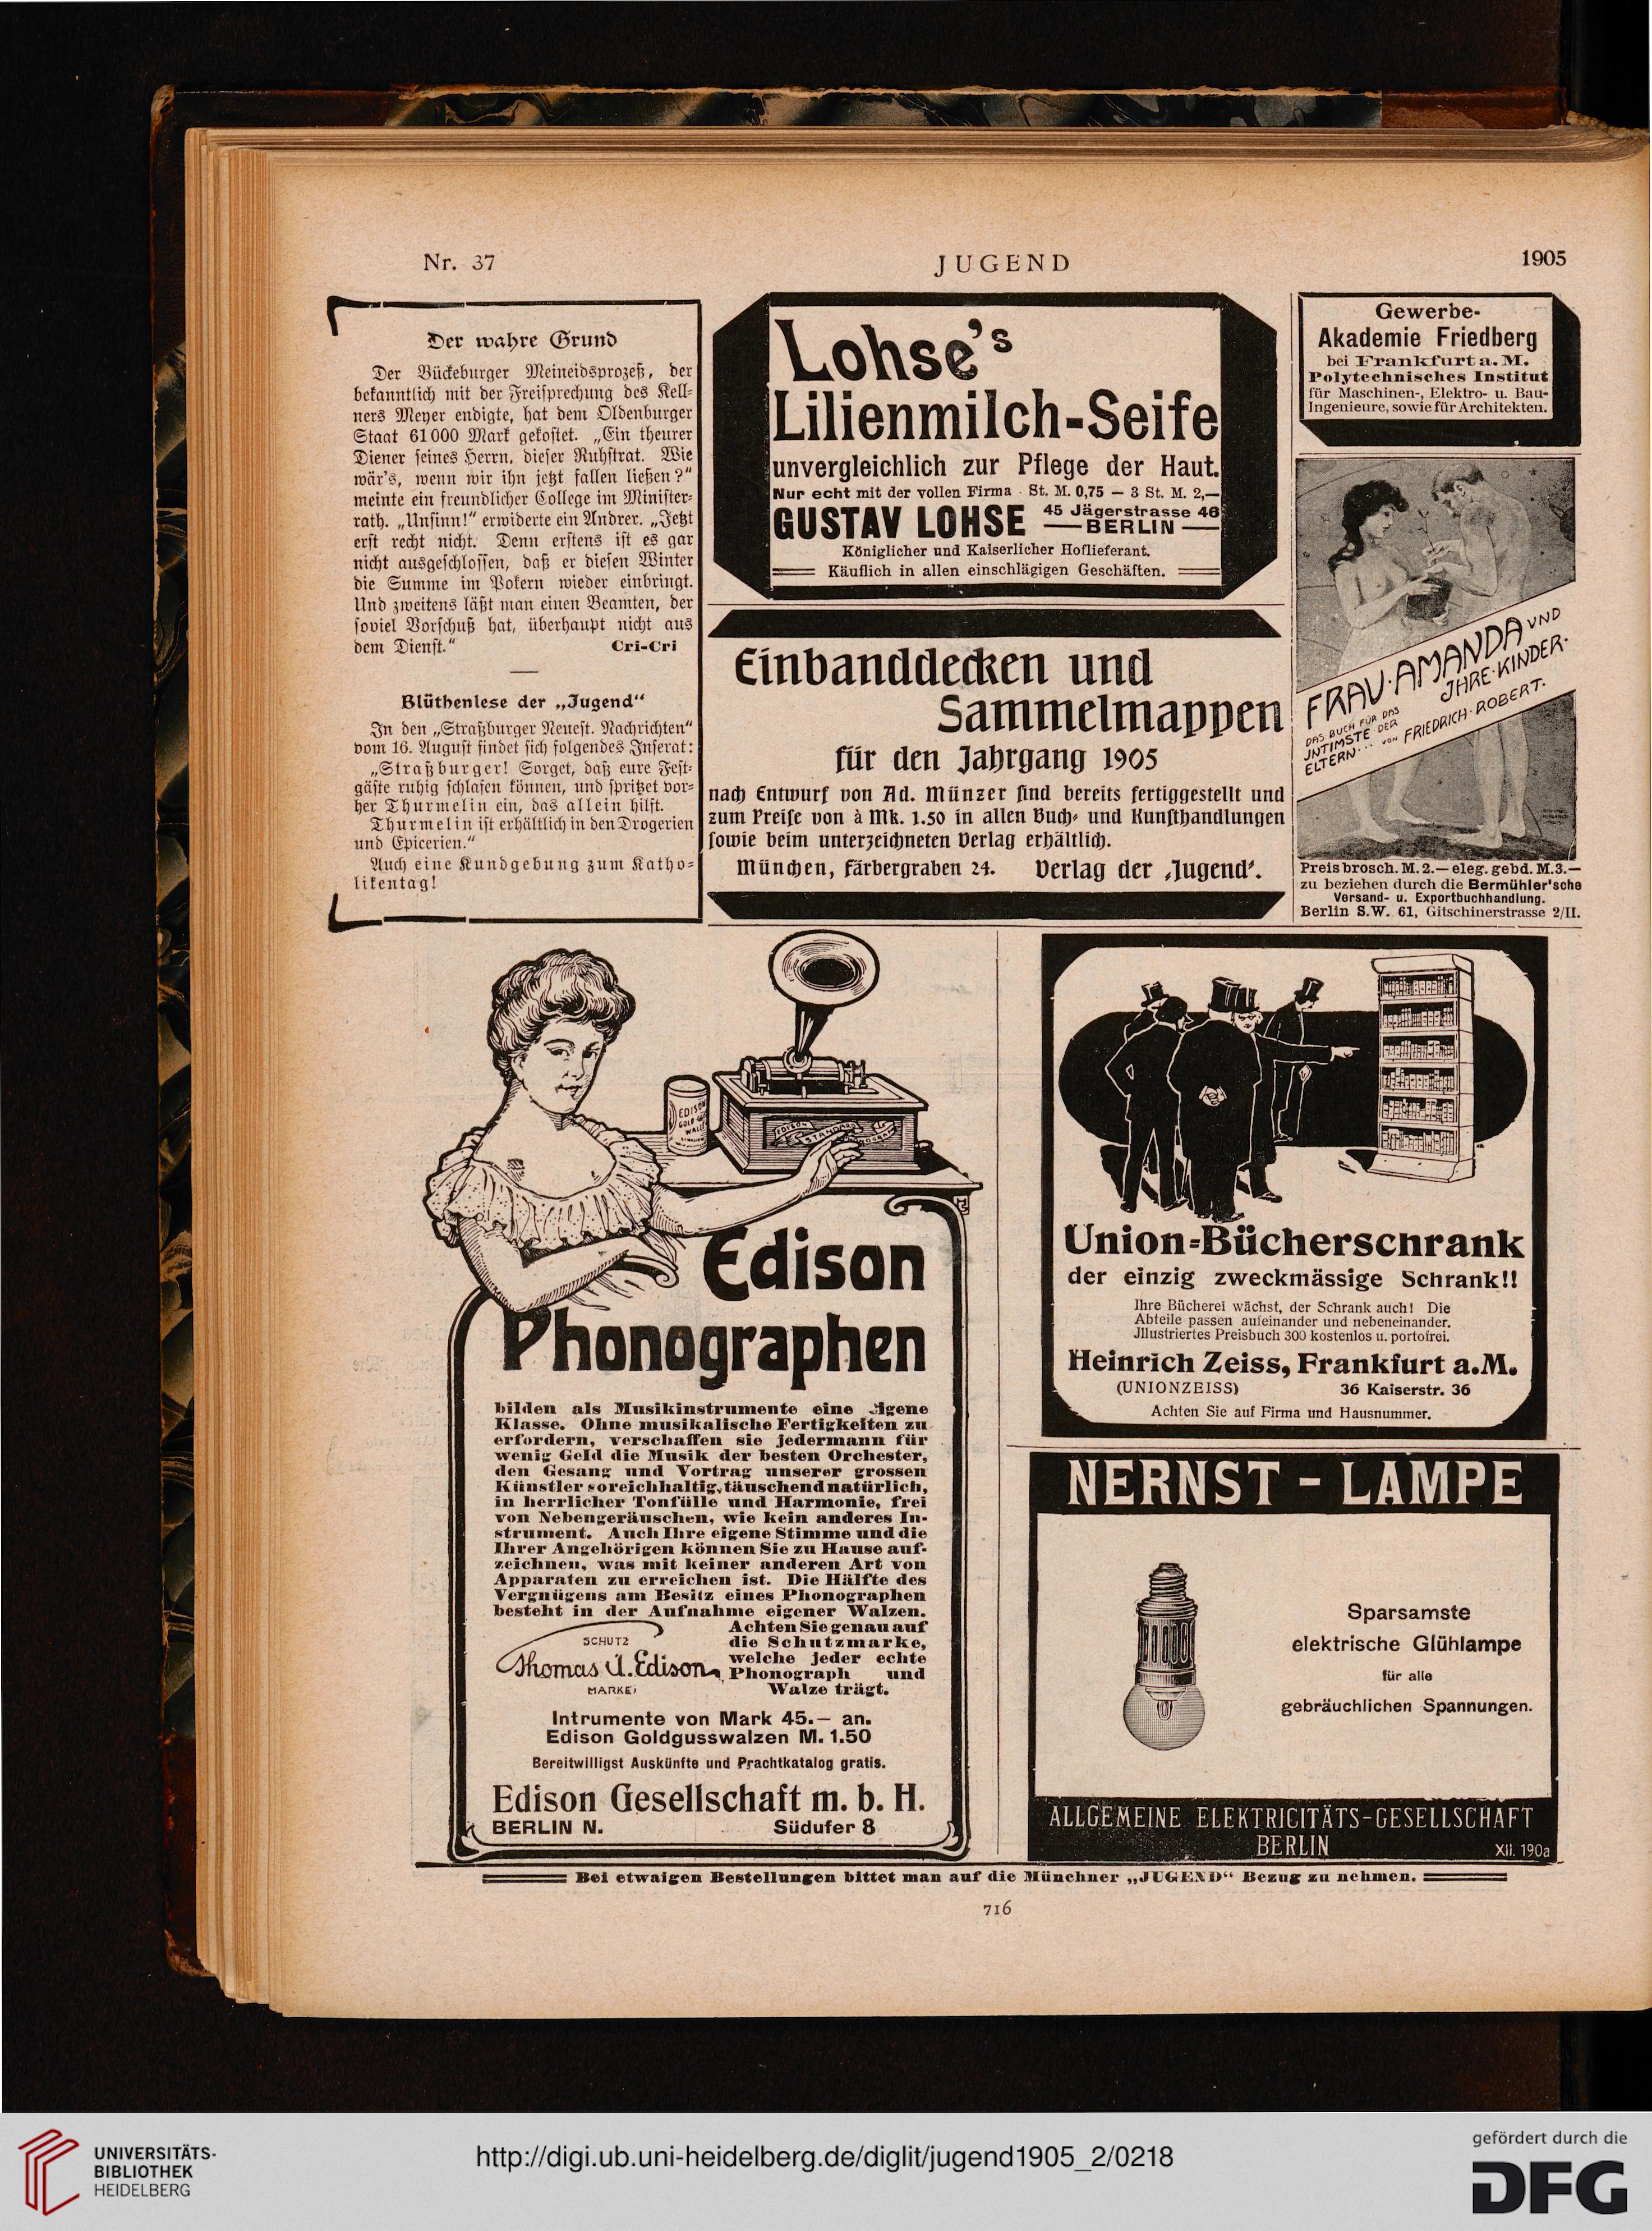 Nr. 37
JUGEND
1905
Der wahre Grund
Der Bückeburger Meineidsprozeß, der
bekanntlich mit der Freisprechung des Kell-
ners Meyer endigte, hat dem Oldenburger
Staat 61000 Mark gekostet. „Ein theurer
Diener seines Herrn, dieser Ruhstrat. Wie
wär's, wenn wir ihn jetzt fallen ließen?"
meinte ein freundlicher College im Minister-
rath. „Unsinn!" erwiderte ein Andrer. „Jetzt
erst recht nicht. Denn erstens ist es gar
nicht ausgeschlossen, daß er diesen Winter
die Summe im Pokern wieder einbringt.
Und zweitens läßt man einen Beamten, der
soviel Vorschuß hat, überhaupt nicht aus
dem Dienst." Cri-Cri
Blüthenlese der „Jugend"
In den „Straßburger Neuest. Nachrichten"
vom 16. August findet sich folgendes Inserat:
„Straßburger! Sorget, daß eure Fest-
gäste ruhig schlafen können, und spritzet vor-
her Thurmelin ein, das allein hilft.
Thurmelin ist erhältlich in den Drogerien
und Epicerien."
Auch eine Kundgebung zum Katho-
likentag!
Lohse's
Lilienmilch-Seife
unvergleichlich zur Pflege der Haut.
Nur echt mit der vollen Firma · St. M. 0,75 — 3 St. M. 2,—
GUSTAV LOHSE 45 Jägerstrasse 46
BERLIN
Königlicher und Kaiserlicher Hoflieferant.
Käuflich in allen einschlägigen Geschäften.
Einbanddecken und
Sammelmappen
für den Jahrgang 1905
nach Entwurf von Ad. Münzer sind bereits fertiggestellt und
zum Preise von à Mk. 1.50 in allen Buch- und Kunsthandlungen
sowie beim unterzeichneten Verlag erhältlich.
München, Färbergraben 24. Verlag der ‚Jugend'.
Gewerbe-
Akademie Friedberg
bei Frankfurt a. M.
Polytechnisches Institut
für Maschinen-, Elektro- u. Bau-
Ingenieure, sowie für Architekten.
FRAU·AMANDA UND
JHRE·KINDER·
DAS BUCH FÜR DAS
INTIMSTE DER
ELTERN··· VON FRIEDRICH·ROBERT·
Preis brosch. M. 2.— eleg. gebd. M. 3.—
zu beziehen durch die Bermühler'sche
Versand- u. Exportbuchhandlung.
Berlin S.W. 61, Gitschinerstrasse 2/II.
EDISON
GOLD
EDISON
STANDARD
Edison
Phonographen
bilden als Musikinstrumente eine eigene
Klasse. Ohne musikalische Fertigkeiten zu
erfordern, verschaffen sie jedermann für
wenig Geld die Musik der besten Orchester,
den Gesang und Vortrag unserer grossen
Künstler so reichhaltig, täuschend natürlich,
in herrlicher Tonfülle und Harmonie, frei
von Nebengeräuschen, wie kein anderes In-
strument. Auch Ihre eigene Stimme und die
Ihrer Angehörigen können Sie zu Hause auf-
zeichnen, was mit keiner anderen Art von
Apparaten zu erreichen ist. Die Hälfte des
Vergnügens am Besitz eines Phonographen
besteht in der Aufnahme eigener Walzen.
Achten Sie genau auf
die Schutzmarke,
welche jeder echte
Phonograph und
Walze trägt.
SCHUTZ
Thomas A. Edison
MARKE
Intrumente von Mark 45.— an.
Edison Goldgusswalzen M. 1.50
Bereitwilligst Auskünfte und Prachtkatalog gratis.
Edison Gesellschaft m. b. H.
BERLIN N. Südufer 8
Union-Bücherschrank
der einzig zweckmässige Schrank!!
Ihre Bücherei wächst, der Schrank auch! Die
Abteile passen aufeinander und nebeneinander.
Jllustriertes Preisbuch 300 kostenlos u. portofrei.
Heinrich Zeiss, Frankfurt a.M.
(UNIONZEISS) 36 Kaiserstr. 36
Achten Sie auf Firma und Hausnummer.
NERNST - LAMPE
Sparsamste
elektrische Glühlampe
für alle
gebräuchlichen Spannungen.
ALLGEMEINE ELEKTRICITÄTS-GESELLSCHAFT
BERLIN
XII. 190a
Bei etwaigen Bestellungen bittet man auf die Münchner „JUGEND" Bezug zu nehmen.
716
UNIVERSITÄTS-
BIBLIOTHEK
HEIDELBERG
http://digi.ub.uni-heidelberg.de/diglit/jugend1905_2/0218
gefördert durch die
DFG